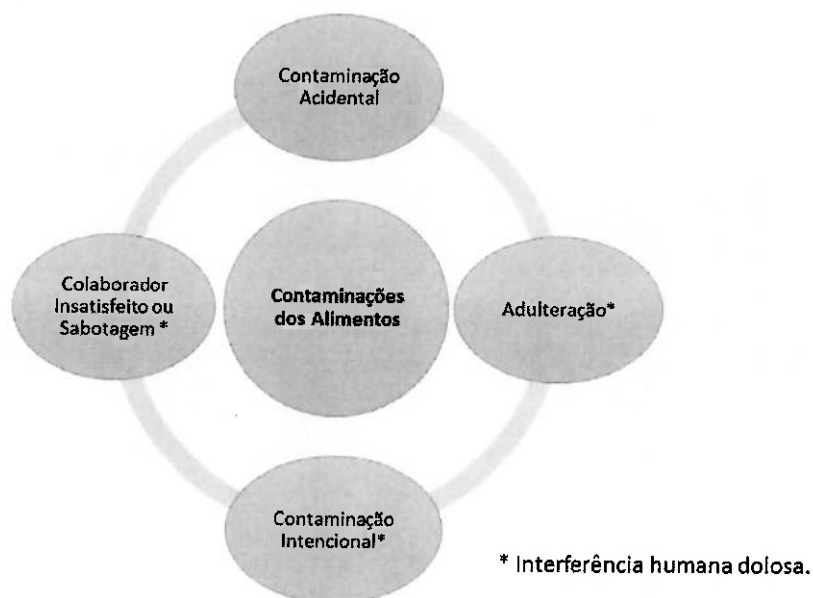 Contaminação
Acidental
Colaborador
Insatisfeito ou
Sabotagem *
Contaminações
dos Alimentos
Adulteração*
Contaminação
Intencional*
* Interferência humana dolosa.